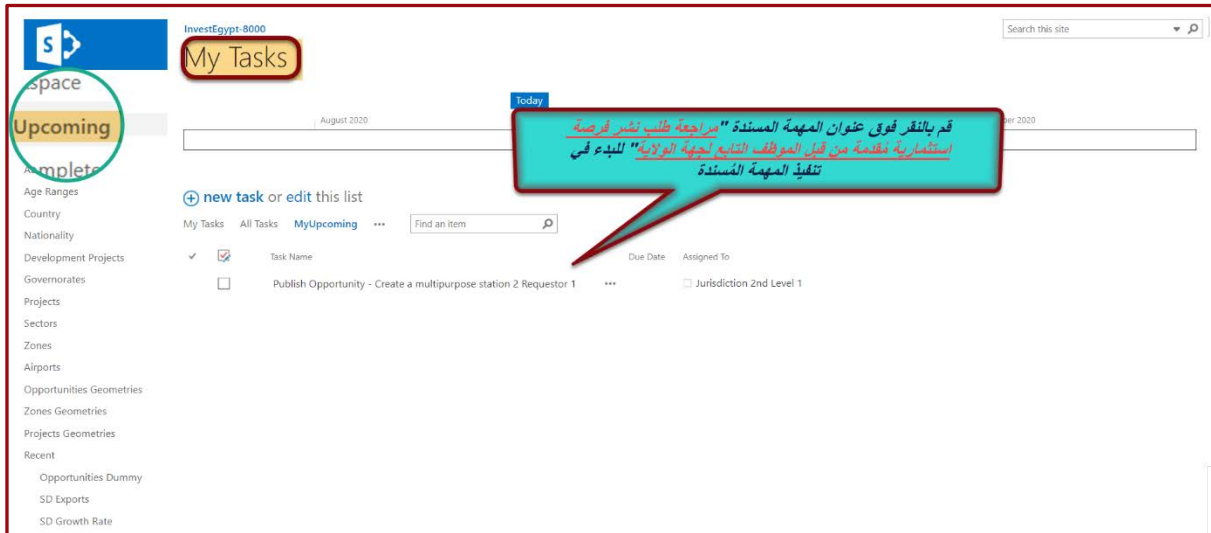 InvestEgypt-8000
Search this site
My Tasks
Upcoming
Today
August 2020
2020
قم بالنقر فوق عنوان المهمة المسندة "مراجعة طلب نشر فرصة
استثمارية مُقدمة من قبل الموظف التابع لجهة الولاية" للبدء في
تنفيذ المهمة المُسندة
Age Ranges
Country
Nationality
Development Projects
Governorates
Projects
Sectors
Zones
Airports
Opportunities Geometries
Zones Geometries
Projects Geometries
Recent
Opportunities Dummy
SD Exports
SD Growth Rate
new task or edit this list
My Tasks All Tasks MyUpcoming ••• Find an item
Task Name Due Date Assigned To
Publish Opportunity - Create a multipurpose station 2 Requestor 1 ••• Jurisdiction 2nd Level 1